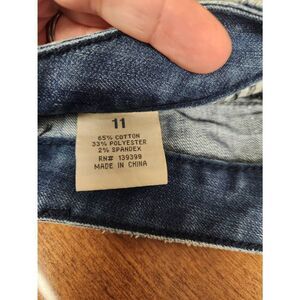 11
65% COTTON
33% POLYESTER
2% SPANDEX
RN# 139399
MADE IN CHINA